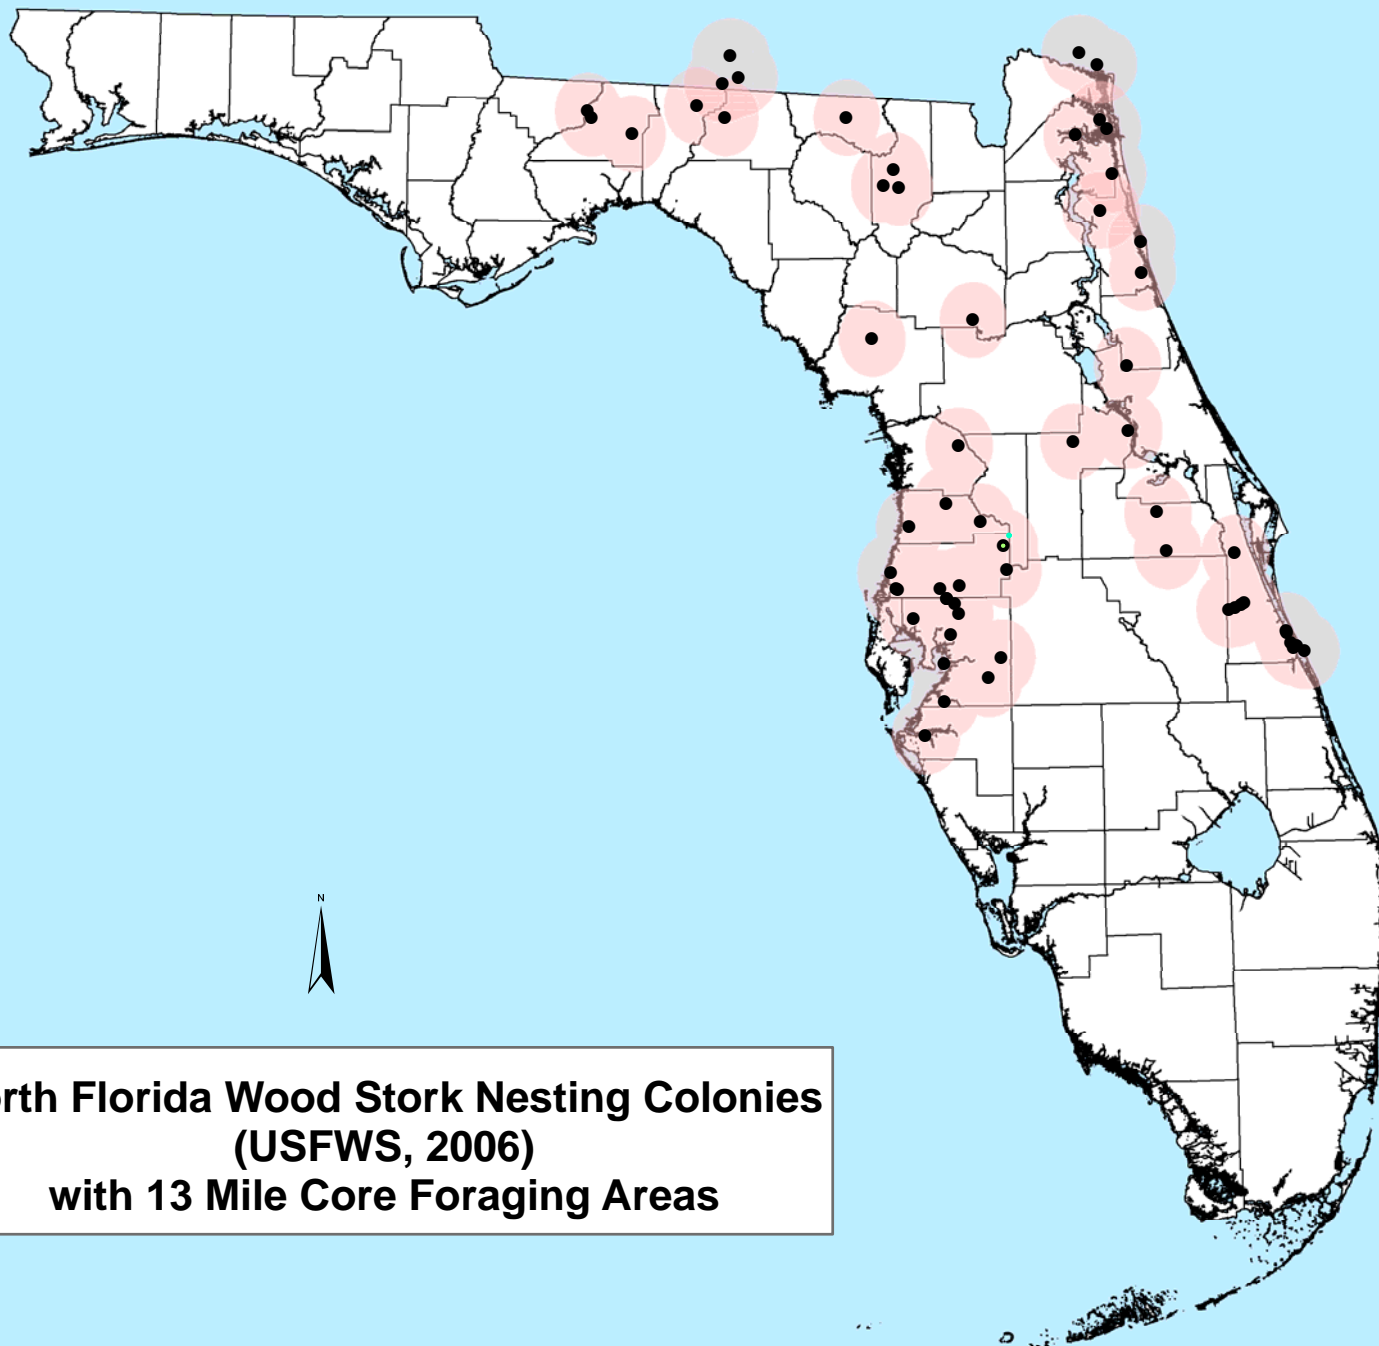 N
rth Florida Wood Stork Nesting Colonies
(USFWS, 2006)
with 13 Mile Core Foraging Areas